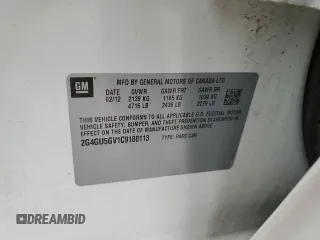 GM
MFD BY GENERAL MOTORS OF CANADA LTD
DATE GVWR GAWR FRT GAWR RR
02/12 2139 KG 1105 KG 1034 KG
4715 LB 2436 LB 2279 LB
THIS VEHICLE CONFORMS TO ALL APPLICABLE U.S. FEDERAL MOTOR
VEHICLE SAFETY, BUMPER, AND THEFT PREVENTION STANDARDS
IN EFFECT ON THE DATE OF MANUFACTURE SHOWN ABOVE.
2G4GU5GV1C9180113 TYPE: PASS CAR
DREAMBID